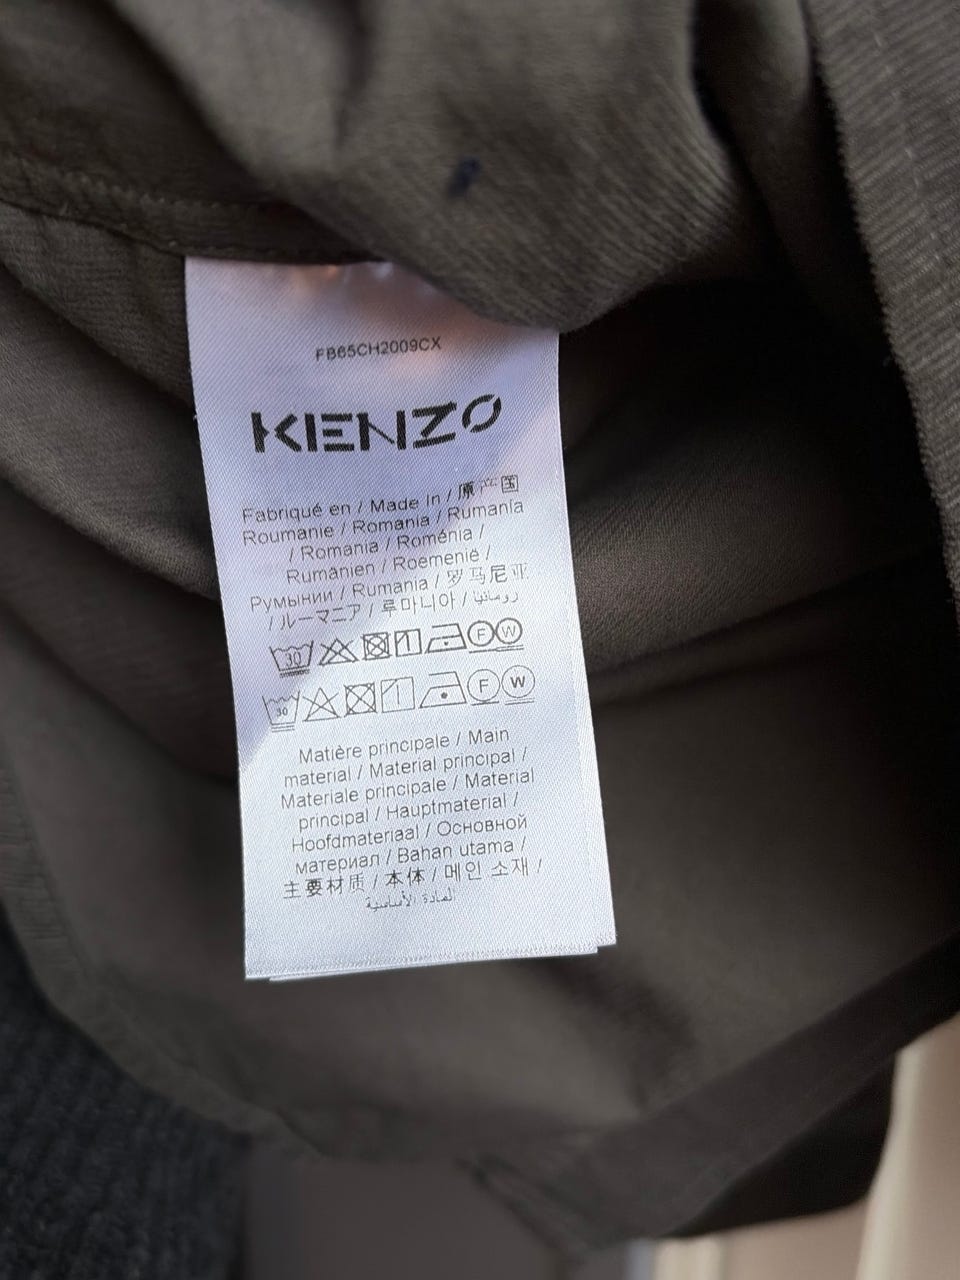 FB65CH2009CX
KENZO
Fabriqué en / Made In / 原产国
Roumanie / Romania / Rumanía
/ Romania / Roménia /
Rumänien / Roemenië /
Румынии / Rumania / 罗马尼亚
/ ルーマニア / 루마니아 / رومانيا
30 F W
30 F W
Matière principale / Main
material / Material principal /
Materiale principale / Material
principal / Hauptmaterial /
Hoofdmateriaal / Основной
материал / Bahan utama /
主要材质 / 本体 / 메인 소재 /
المادة الأساسية